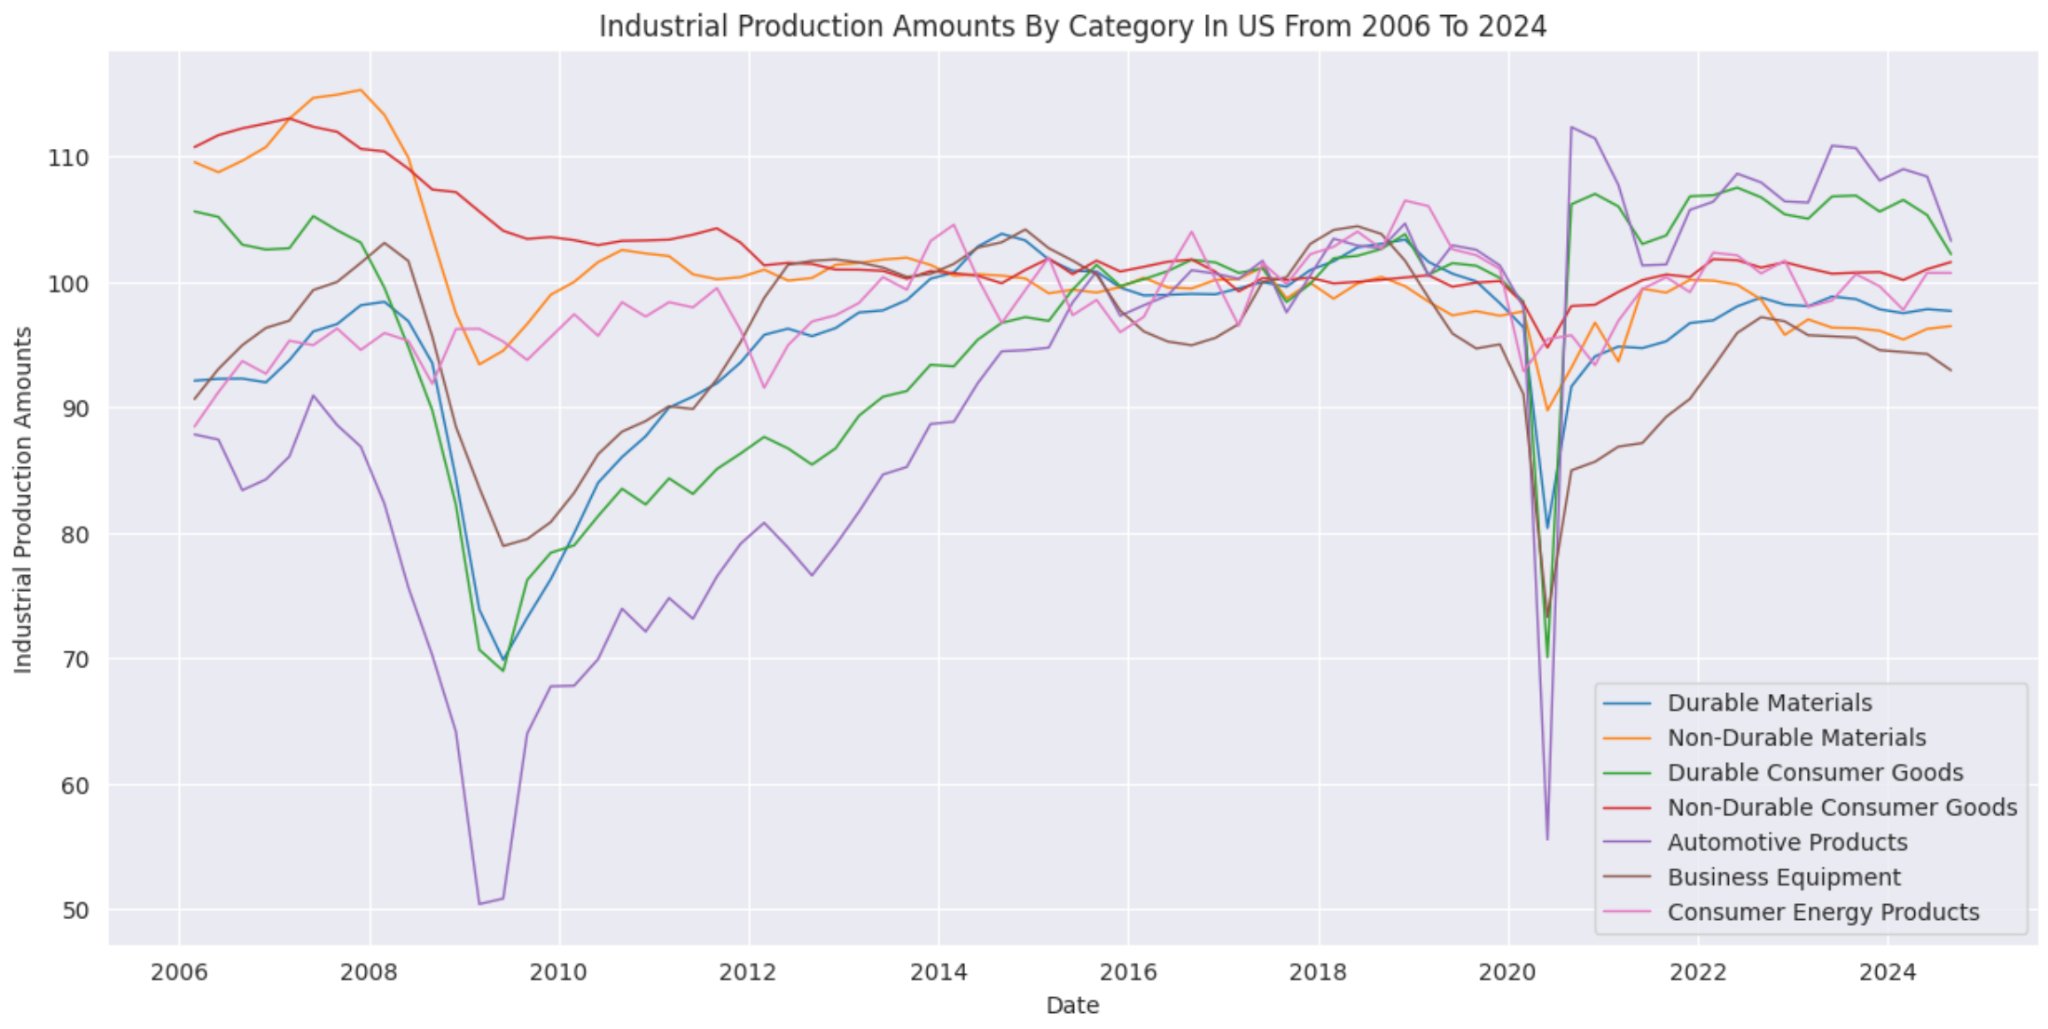 Industrial Production Amounts By Category In US From 2006 To 2024
Industrial Production Amounts
110
100
90
80
70
60
50
Durable Materials
Non-Durable Materials
Durable Consumer Goods
Non-Durable Consumer Goods
Automotive Products
Business Equipment
Consumer Energy Products
2006 2008 2010 2012 2014 2016 2018 2020 2022 2024
Date